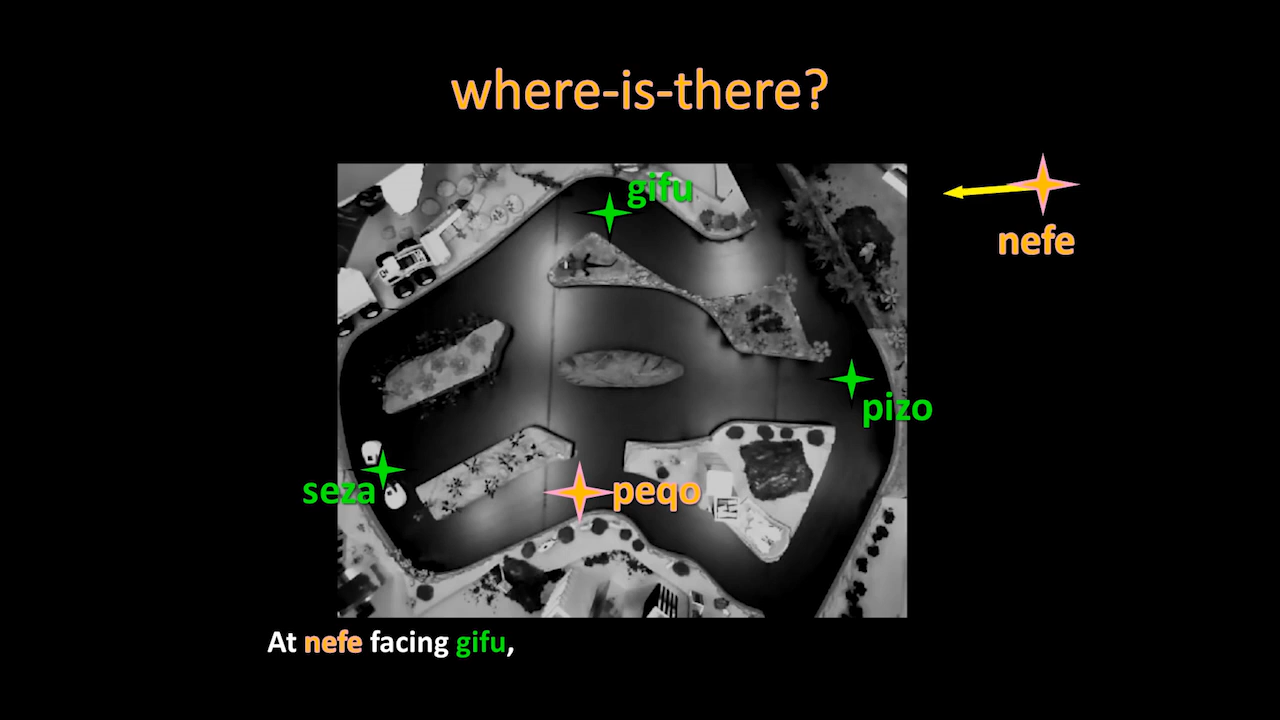 where-is-there?
gifu
nefe
pizo
seza
peqo
At nefe facing gifu,